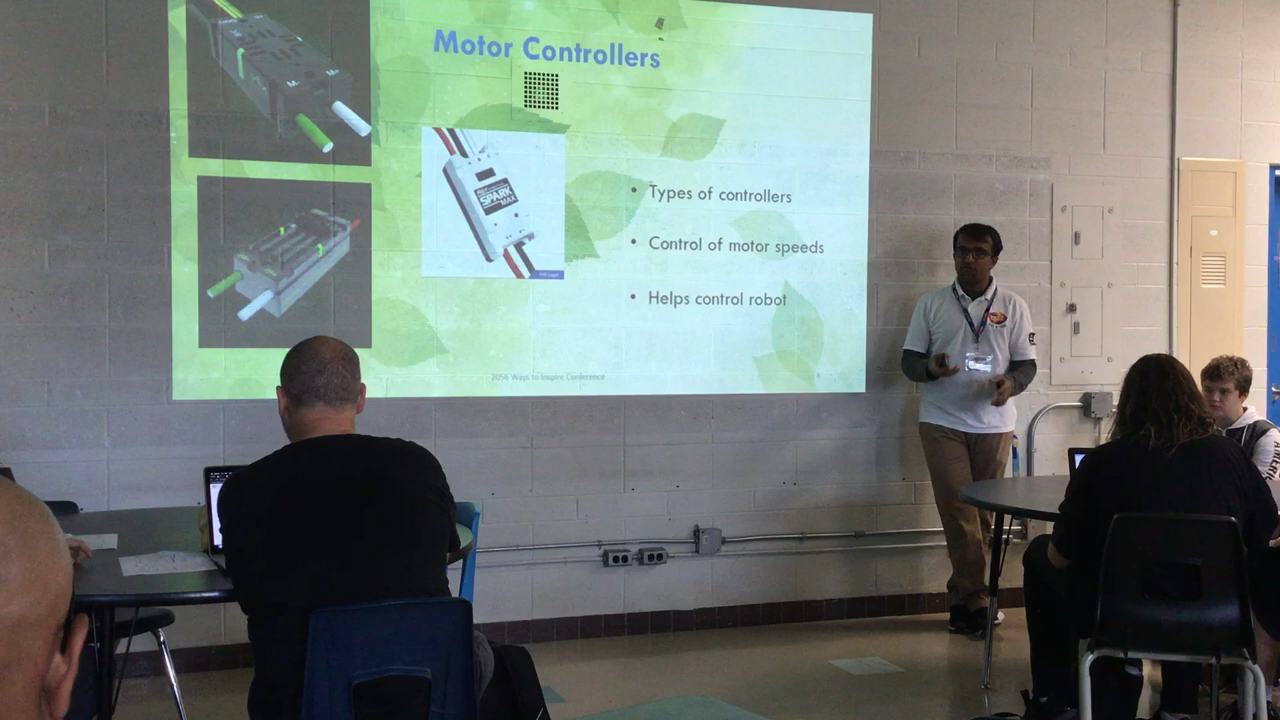 Motor Controllers
SPARK
MAX
• Types of controllers
• Control of motor speeds
• Helps control robot
2056 Ways to Inspire Conference